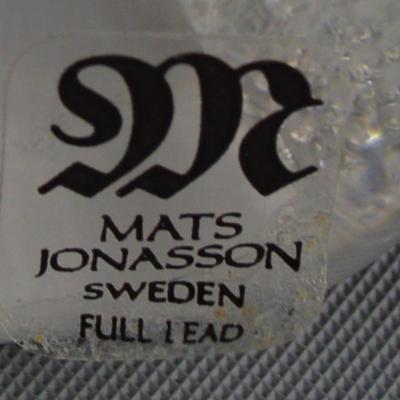 M
MATS
JONASSON
SWEDEN
FULL LEAD